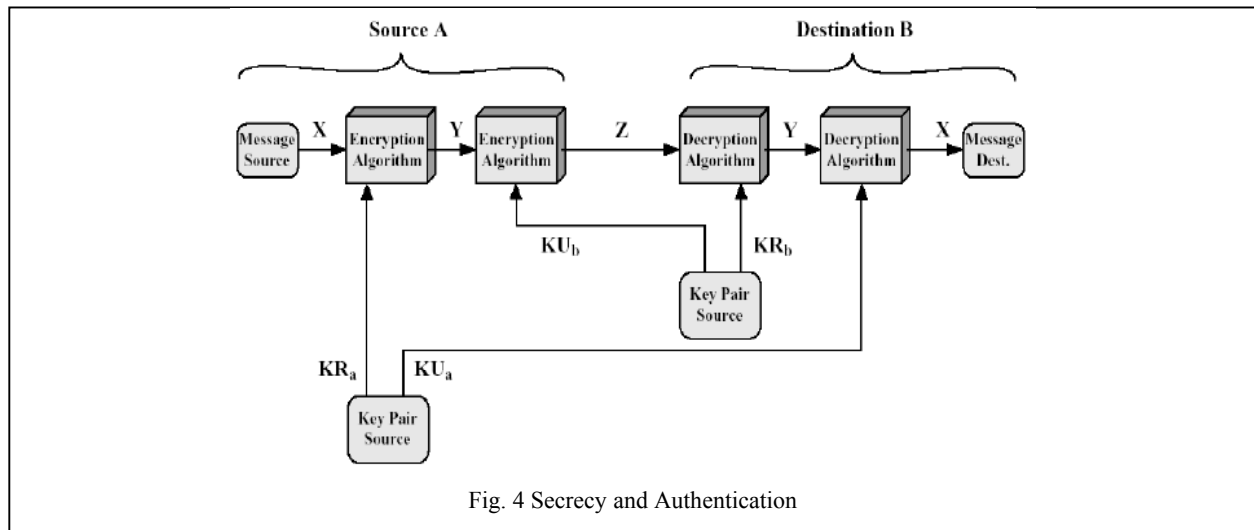 Source A
Destination B
Message
Source
X
Encryption
Algorithm
Y
Encryption
Algorithm
Z
Decryption
Algorithm
Y
Decryption
Algorithm
X
Message
Dest.
KUb
KRb
Key Pair
Source
KRa
KUa
Key Pair
Source
Fig. 4 Secrecy and Authentication